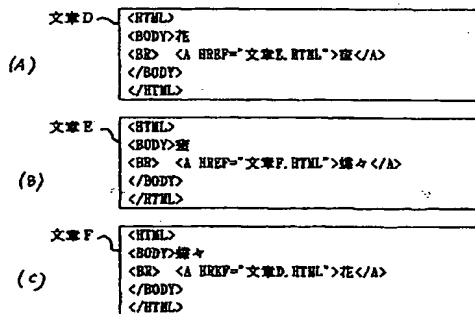 文章D
(A)
<HTML>
<BODY>花
<BR> <A HREF="文章E.HTML">蜜</A>
</BODY>
</HTML>
文章E
(B)
<HTML>
<BODY>蜜
<BR> <A HREF="文章F.HTML">蝶々</A>
</BODY>
</HTML>
文章F
(C)
<HTML>
<BODY>蝶々
<BR> <A HREF="文章D.HTML">花</A>
</BODY>
</HTML>